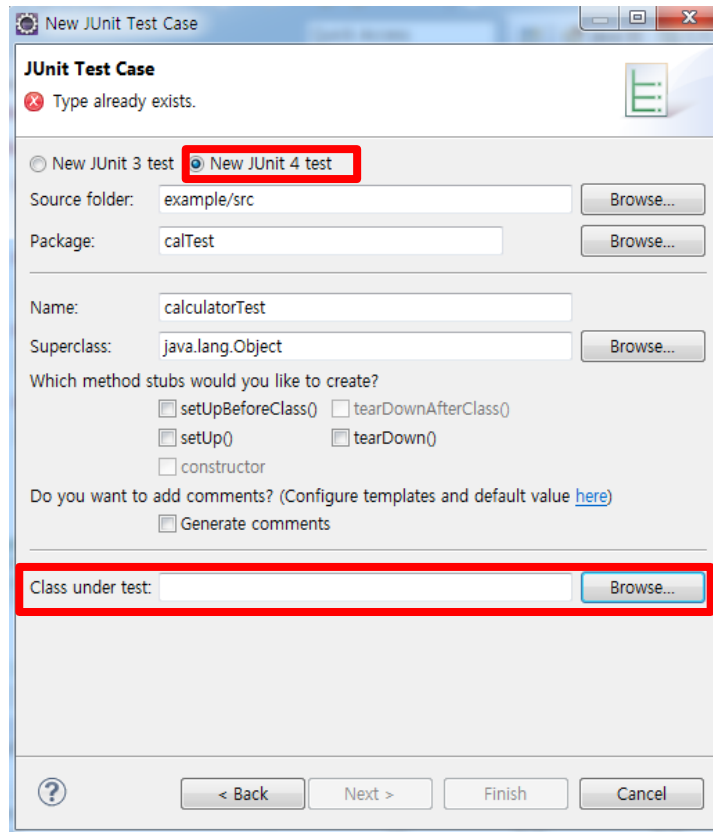 New JUnit Test Case
JUnit Test Case
Type already exists.
New JUnit 3 test New JUnit 4 test
Source folder: example/src Browse...
Package: calTest Browse...
Name: calculatorTest
Superclass: java.lang.Object Browse...
Which method stubs would you like to create?
setUpBeforeClass() tearDownAfterClass()
setUp() tearDown()
constructor
Do you want to add comments? (Configure templates and default value here)
Generate comments
Class under test: Browse...
< Back Next > Finish Cancel